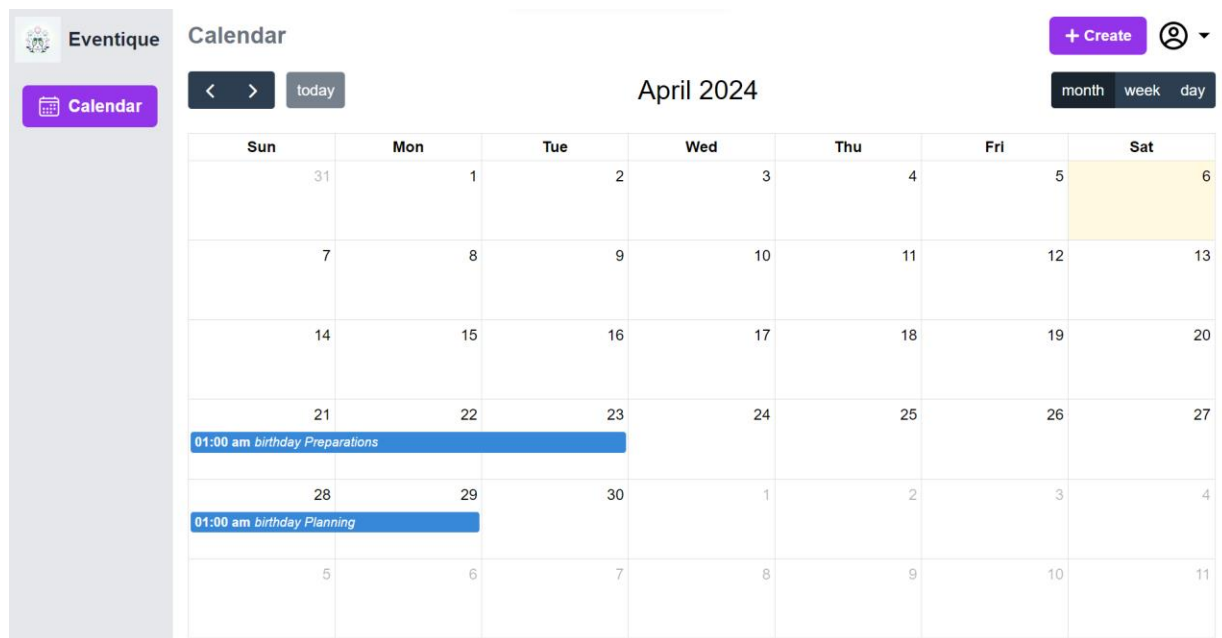 Eventique
Calendar
+ Create
Calendar
< > today
April 2024
month week day
Sun Mon Tue Wed Thu Fri Sat
31 1 2 3 4 5 6
7 8 9 10 11 12 13
14 15 16 17 18 19 20
21 22 23 24 25 26 27
01:00 am birthday Preparations
28 29 30 1 2 3 4
01:00 am birthday Planning
5 6 7 8 9 10 11